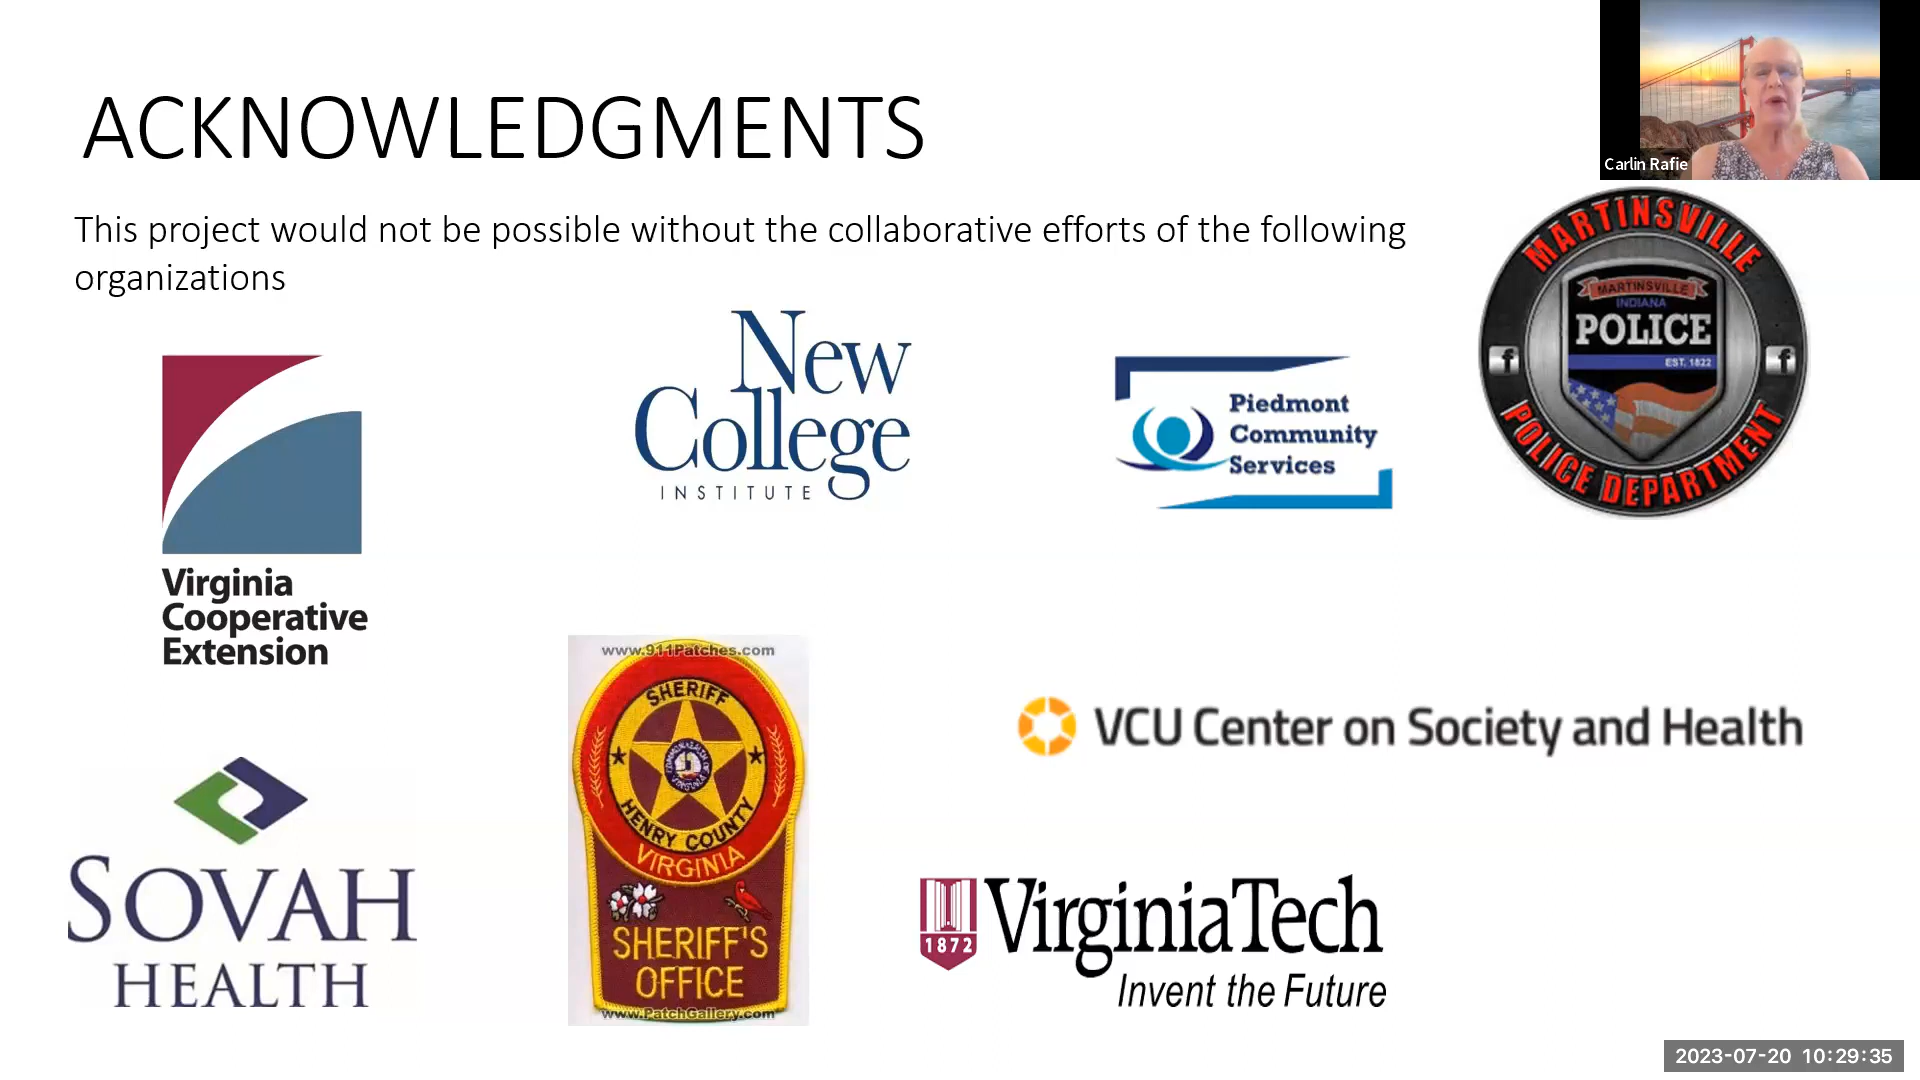 ACKNOWLEDGMENTS
Carlin Rafie
This project would not be possible without the collaborative efforts of the following
organizations
MARTINSVILLE
MARTINSVILLE
INDIANA
POLICE
EST. 1822
f
f
POLICE DEPARTMENT
New
College
INSTITUTE
Piedmont
Community
Services
Virginia
Cooperative
Extension
www.911Patches.com
SHERIFF
HENRY COUNTY
VIRGINIA
SHERIFF'S
OFFICE
www.PatchGallery.com
VCU Center on Society and Health
SOVAH
HEALTH
1872
VirginiaTech
Invent the Future
2023-07-20 10:29:35